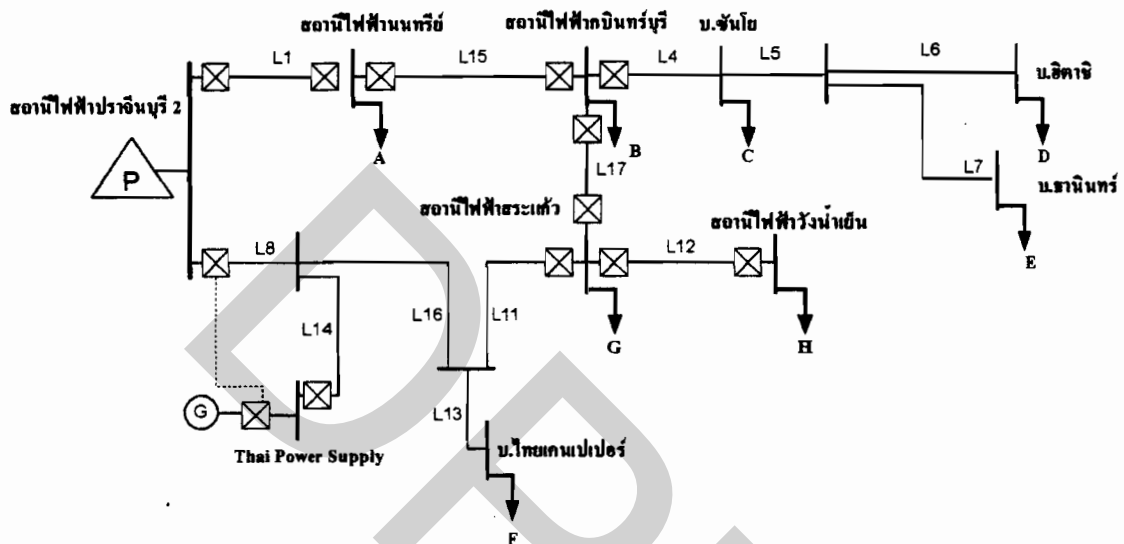 สถานีไฟฟ้านนทรีย์
สถานีไฟฟ้ากบินทร์บุรี
บ.ซันโย
L1
L15
L4
L5
L6
สถานีไฟฟ้าปราจีนบุรี 2
บ.ฮิตาชิ
P
A
B
C
D
L17
L7
บ.ธานินทร์
สถานีไฟฟ้าสระแก้ว
สถานีไฟฟ้าวังน้ำเย็น
E
L8
L12
L14
L16
L11
G
H
G
L13
Thai Power Supply
บ.ไทยเคนเปเปอร์
F